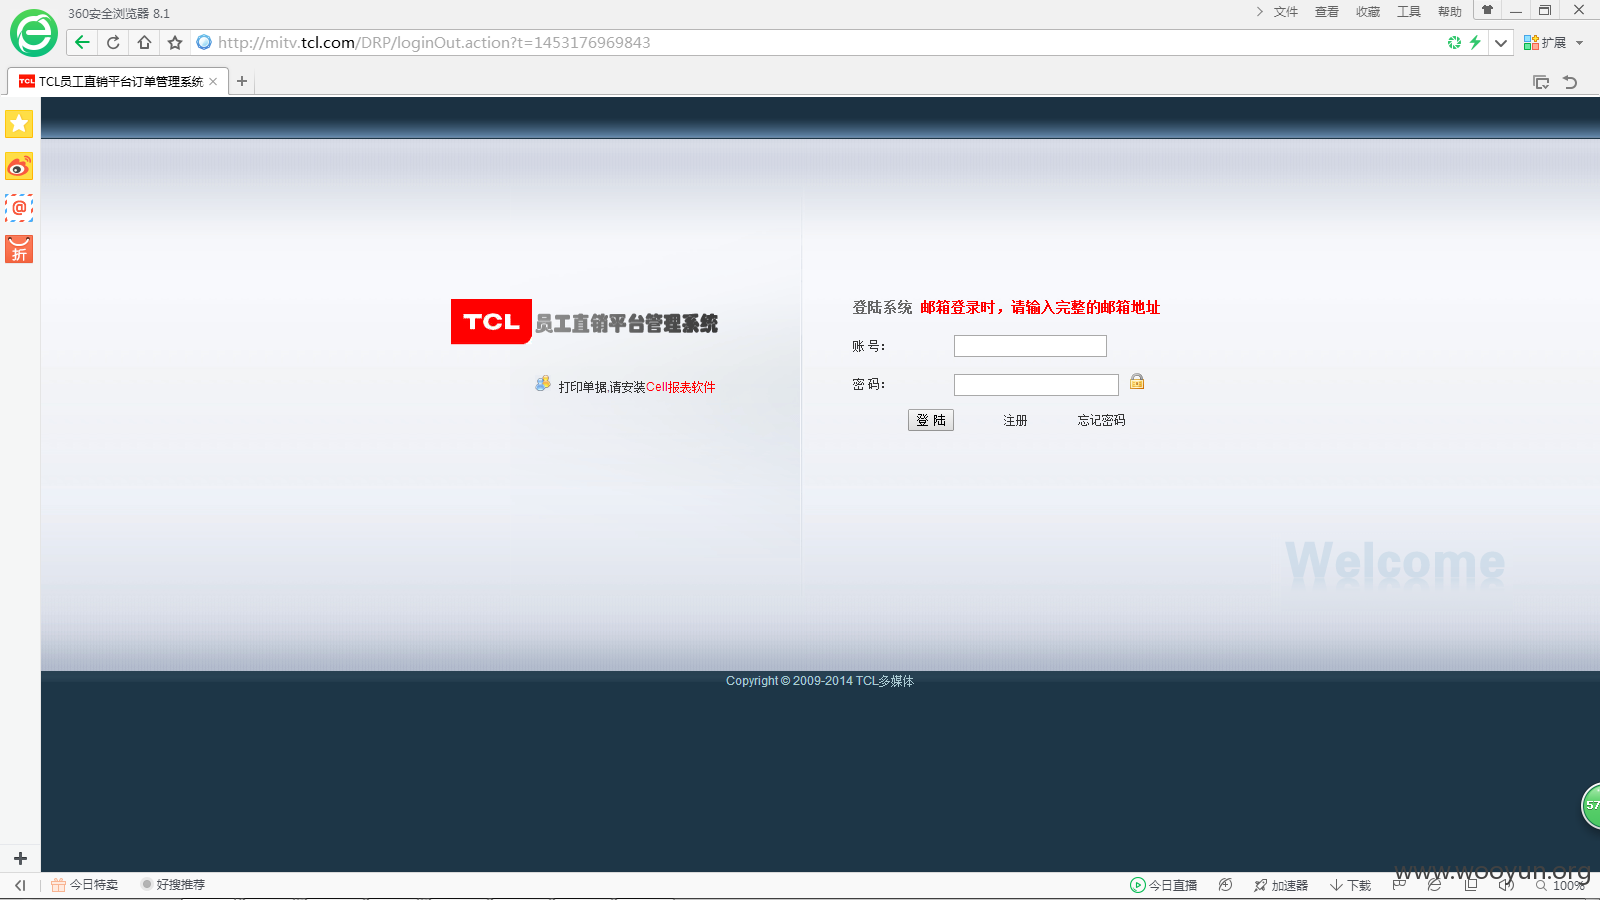 360安全浏览器 8.1
文件 查看 收藏 工具 帮助
http://mitv.tcl.com/DRP/loginOut.action?t=1453176969843
扩展
TCL TCL员工直销平台订单管理系统
折
TCL 员工直销平台管理系统
打印单据,请安装Cell报表软件
登陆系统 邮箱登录时，请输入完整的邮箱地址
账 号：
密 码：
登 陆 注册 忘记密码
Welcome
Copyright © 2009-2014 TCL多媒体
57
www.wooyun.org
今日特卖 好搜推荐 今日直播 加速器 下载 100%